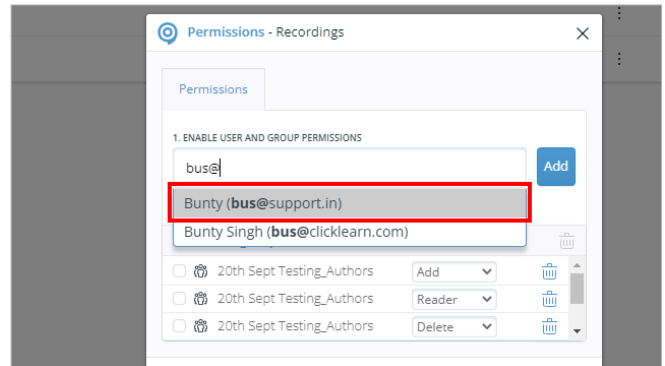 Permissions - Recordings
Permissions
1. ENABLE USER AND GROUP PERMISSIONS
bus@
Add
Bunty (bus@support.in)
Bunty Singh (bus@clicklearn.com)
20th Sept Testing_Authors Add
20th Sept Testing_Authors Reader
20th Sept Testing_Authors Delete